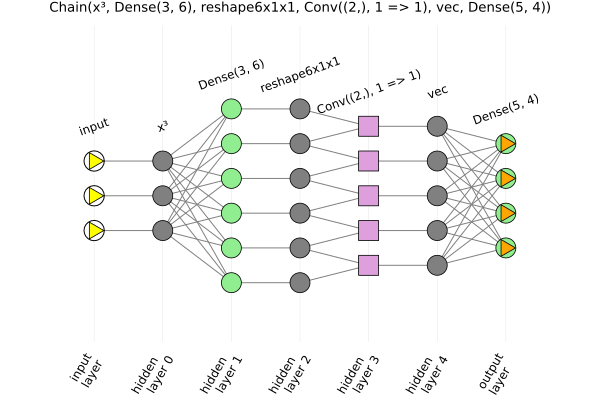 Chain(x³, Dense(3, 6), reshape6x1x1, Conv((2,), 1 => 1), vec, Dense(5, 4))
input
x³
Dense(3, 6)
reshape6x1x1
Conv((2,), 1 => 1)
vec
Dense(5, 4)
input
layer
hidden
layer 0
hidden
layer 1
hidden
layer 2
hidden
layer 3
hidden
layer 4
output
layer